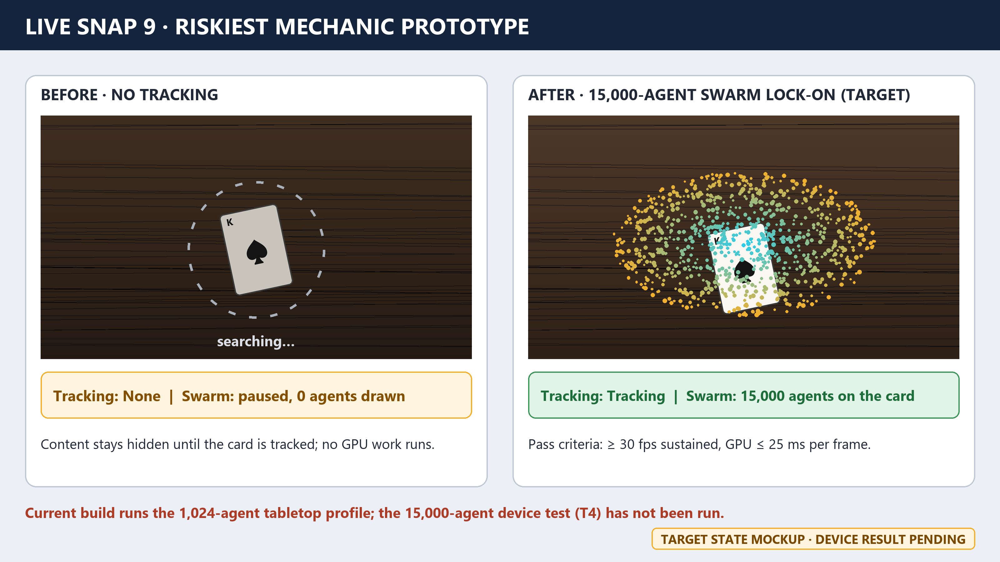 LIVE SNAP 9 · RISKIEST MECHANIC PROTOTYPE
BEFORE · NO TRACKING
K
searching...
Tracking: None | Swarm: paused, 0 agents drawn
Content stays hidden until the card is tracked; no GPU work runs.
AFTER · 15,000-AGENT SWARM LOCK-ON (TARGET)
K
Tracking: Tracking | Swarm: 15,000 agents on the card
Pass criteria: ≥ 30 fps sustained, GPU ≤ 25 ms per frame.
Current build runs the 1,024-agent tabletop profile; the 15,000-agent device test (T4) has not been run.
TARGET STATE MOCKUP · DEVICE RESULT PENDING